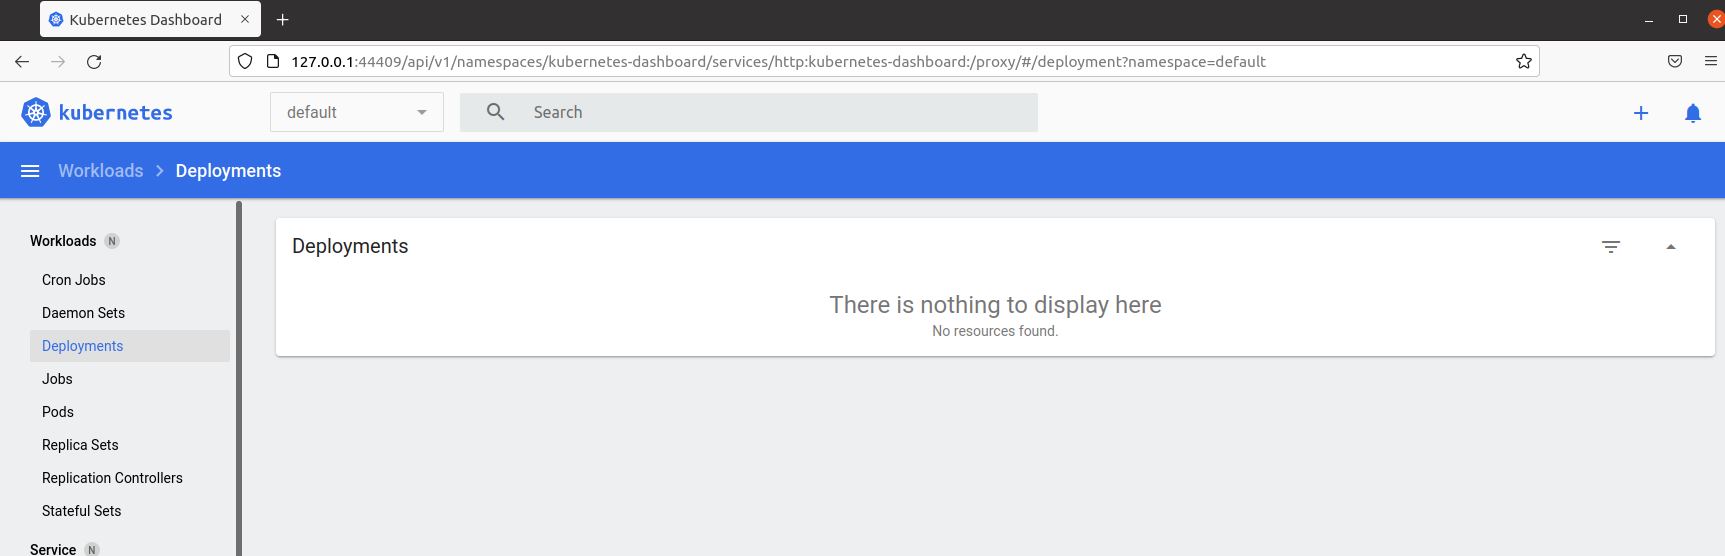 Kubernetes Dashboard
127.0.0.1:44409/api/v1/namespaces/kubernetes-dashboard/services/http:kubernetes-dashboard:/proxy/#/deployment?namespace=default
kubernetes
default
Search
Workloads > Deployments
Workloads N
Cron Jobs
Daemon Sets
Deployments
Jobs
Pods
Replica Sets
Replication Controllers
Stateful Sets
Service N
Deployments
There is nothing to display here
No resources found.